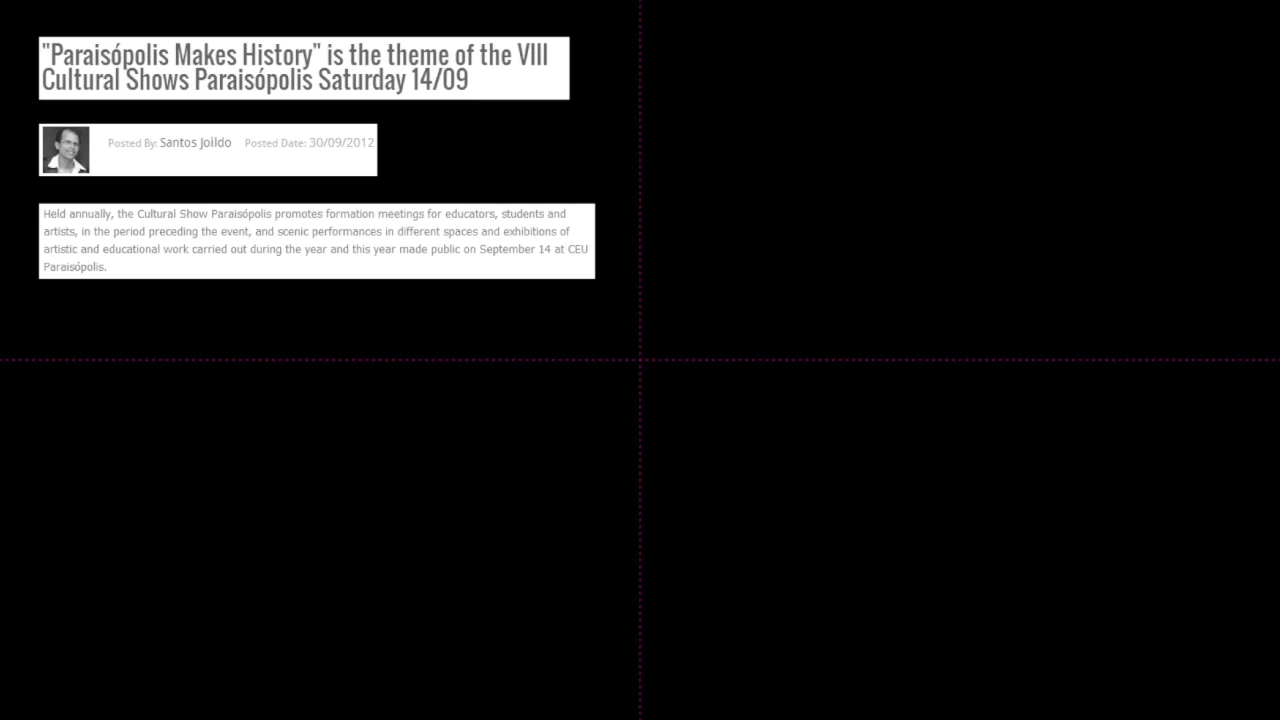 "Paraisópolis Makes History" is the theme of the VIII
Cultural Shows Paraisópolis Saturday 14/09
Posted By: Santos Joildo Posted Date: 30/09/2012
Held annually, the Cultural Show Paraisópolis promotes formation meetings for educators, students and
artists, in the period preceding the event, and scenic performances in different spaces and exhibitions of
artistic and educational work carried out during the year and this year made public on September 14 at CEU
Paraisópolis.